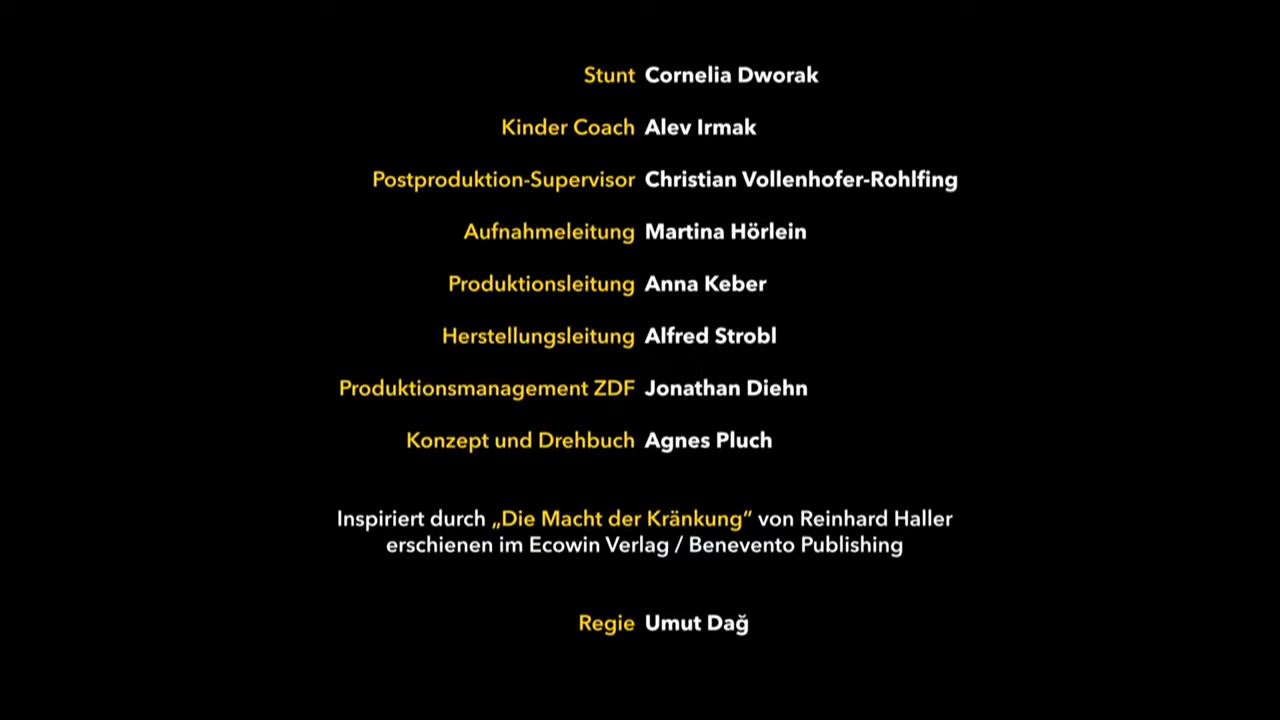 Stunt Cornelia Dworak
Kinder Coach Alev Irmak
Postproduktion-Supervisor Christian Vollenhofer-Rohlfing
Aufnahmeleitung Martina Hörlein
Produktionsleitung Anna Keber
Herstellungsleitung Alfred Strobl
Produktionsmanagement ZDF Jonathan Diehn
Konzept und Drehbuch Agnes Pluch
Inspiriert durch „Die Macht der Kränkung“ von Reinhard Haller
erschienen im Ecowin Verlag / Benevento Publishing
Regie Umut Dağ